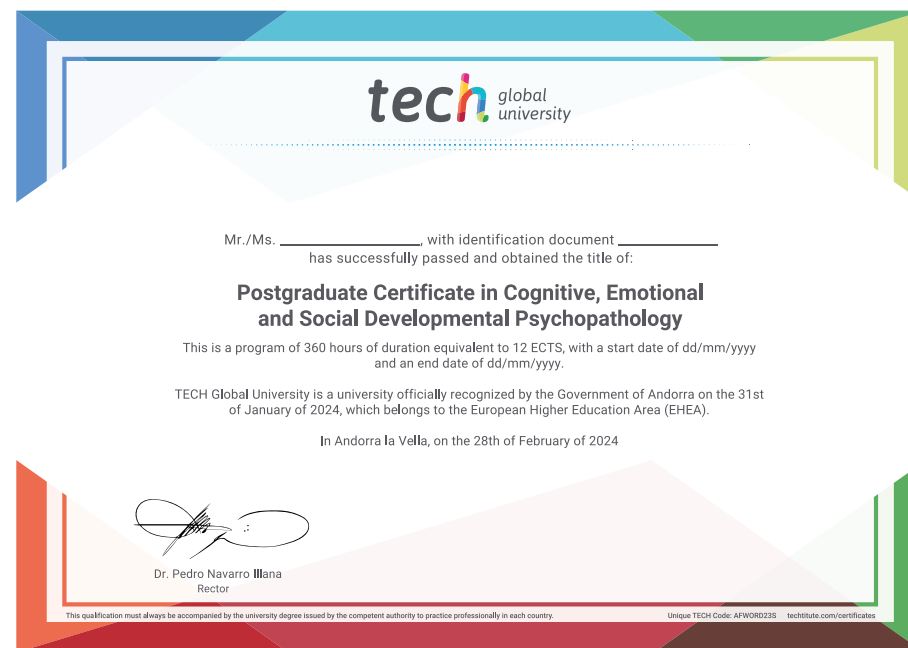 tech global
university
Mr./Ms. ____________________, with identification document ______________
has successfully passed and obtained the title of:
Postgraduate Certificate in Cognitive, Emotional
and Social Developmental Psychopathology
This is a program of 360 hours of duration equivalent to 12 ECTS, with a start date of dd/mm/yyyy
and an end date of dd/mm/yyyy.
TECH Global University is a university officially recognized by the Government of Andorra on the 31st
of January of 2024, which belongs to the European Higher Education Area (EHEA).
In Andorra la Vella, on the 28th of February of 2024
Dr. Pedro Navarro Illana
Rector
This qualification must always be accompanied by the university degree issued by the competent authority to practice professionally in each country.
Unique TECH Code: AFWORD23S techtitute.com/certificates